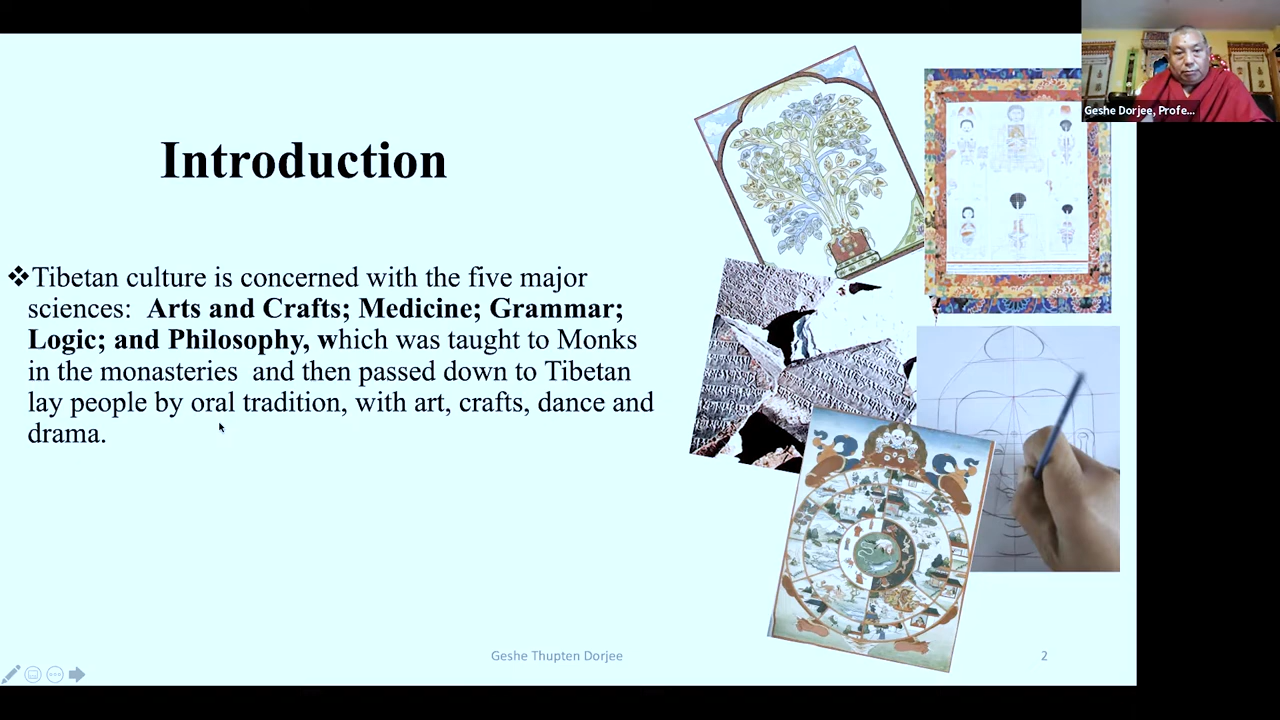 Introduction
❖Tibetan culture is concerned with the five major
sciences: Arts and Crafts; Medicine; Grammar;
Logic; and Philosophy, which was taught to Monks
in the monasteries and then passed down to Tibetan
lay people by oral tradition, with art, crafts, dance and
drama.
Geshe Dorjee, Profe...
Geshe Thupten Dorjee
2